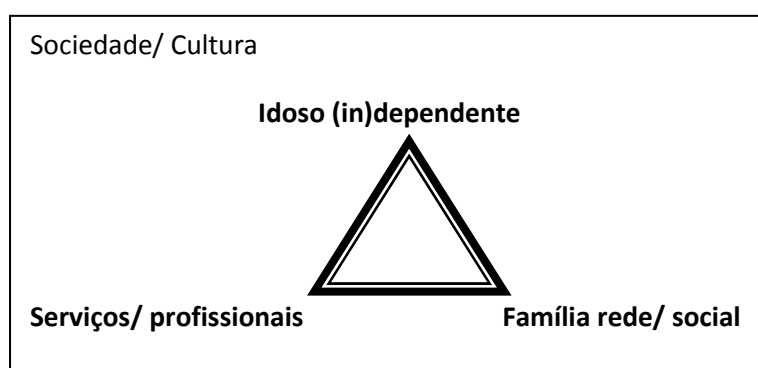 Sociedade/ Cultura
Idoso (in)dependente
Serviços/ profissionais
Família rede/ social